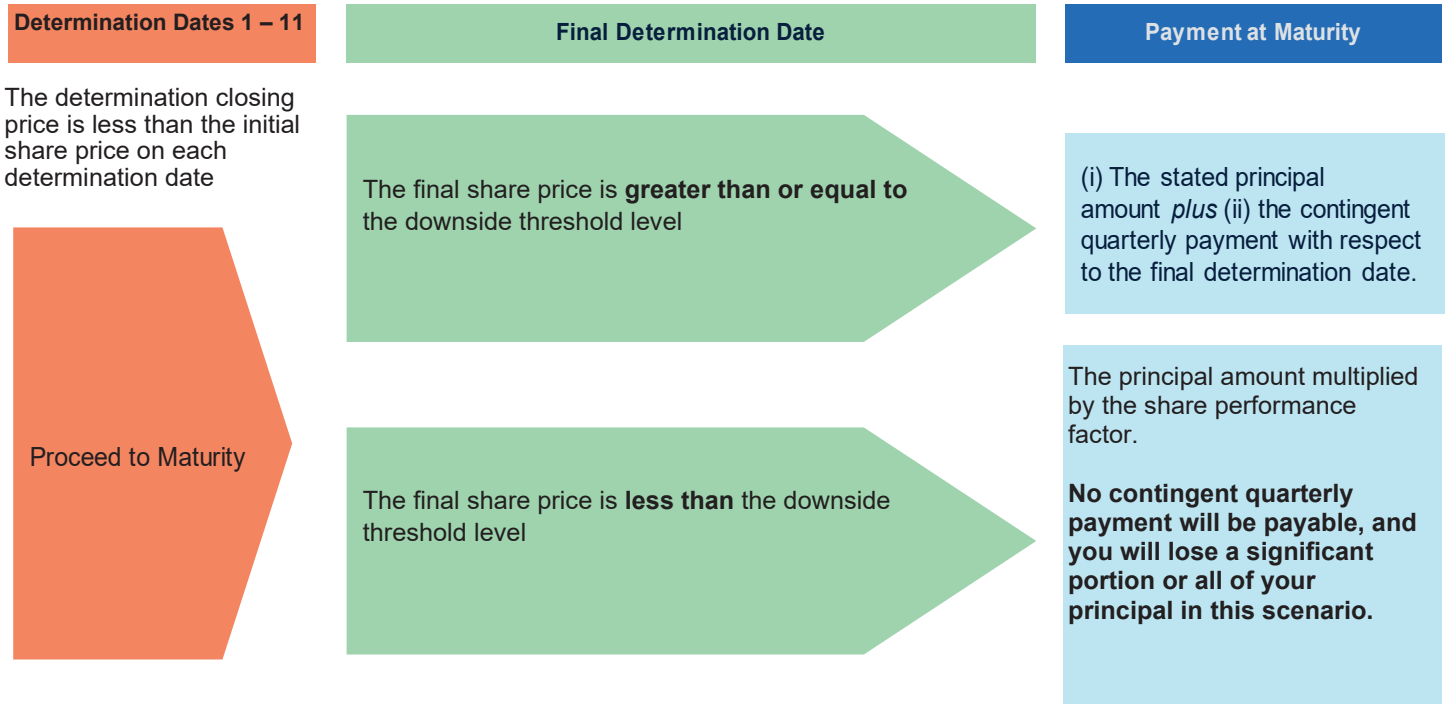 Determination Dates 1 – 11
Final Determination Date
Payment at Maturity
The determination closing
price is less than the initial
share price on each
determination date
Proceed to Maturity
The final share price is greater than or equal to
the downside threshold level
(i) The stated principal
amount plus (ii) the contingent
quarterly payment with respect
to the final determination date.
The final share price is less than the downside
threshold level
The principal amount multiplied
by the share performance
factor.
No contingent quarterly
payment will be payable, and
you will lose a significant
portion or all of your
principal in this scenario.